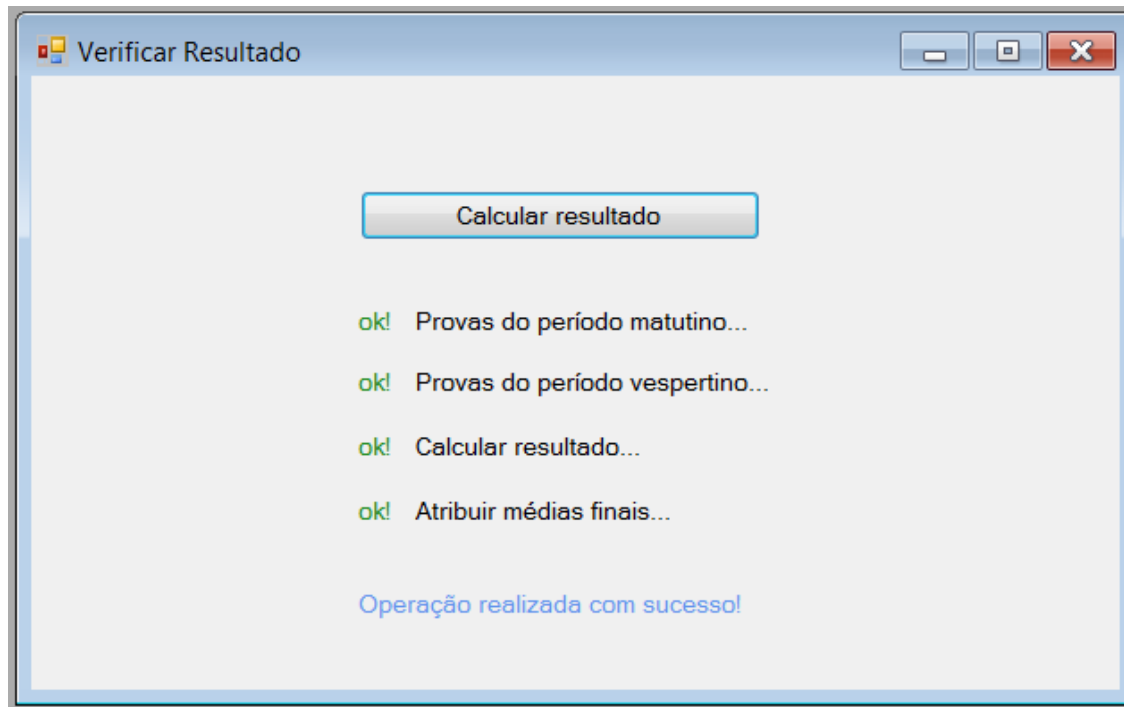 Verificar Resultado
Calcular resultado
ok! Provas do período matutino...
ok! Provas do período vespertino...
ok! Calcular resultado...
ok! Atribuir médias finais...
Operação realizada com sucesso!